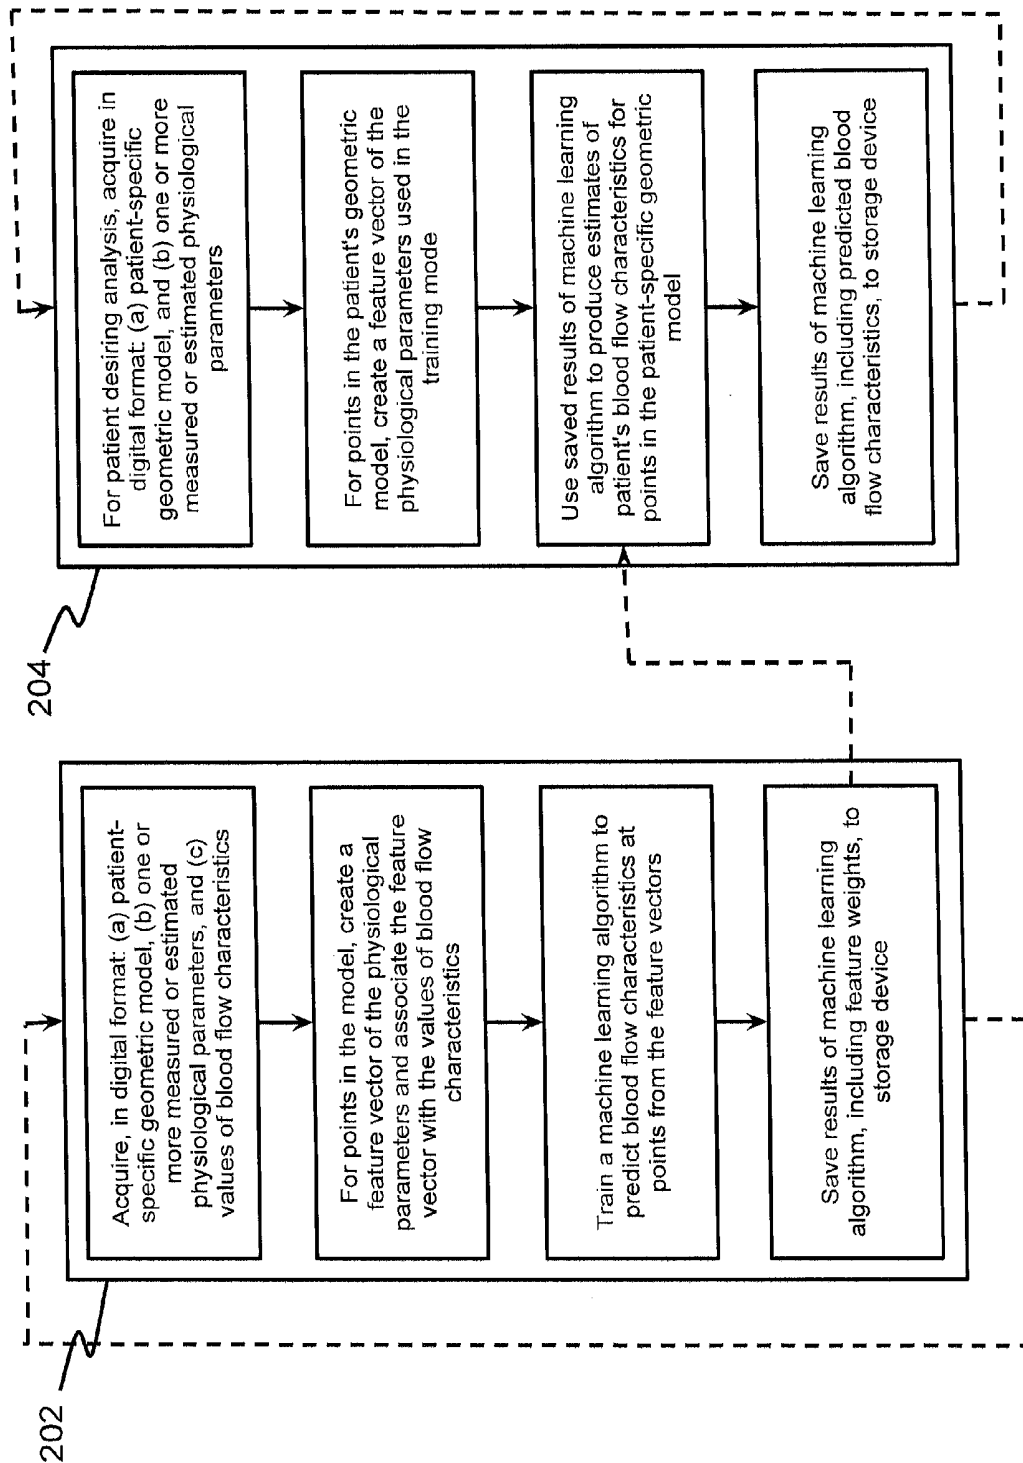 202
Acquire, in digital format: (a) patient-
specific geometric model, (b) one or
more measured or estimated
physiological parameters, and (c)
values of blood flow characteristics
For points in the model, create a
feature vector of the physiological
parameters and associate the feature
vector with the values of blood flow
characteristics
Train a machine learning algorithm to
predict blood flow characteristics at
points from the feature vectors
Save results of machine learning
algorithm, including feature weights, to
storage device
204
For patient desiring analysis, acquire in
digital format: (a) patient-specific
geometric model, and (b) one or more
measured or estimated physiological
parameters
For points in the patient's geometric
model, create a feature vector of the
physiological parameters used in the
training mode
Use saved results of machine learning
algorithm to produce estimates of
patient's blood flow characteristics for
points in the patient-specific geometric
model
Save results of machine learning
algorithm, including predicted blood
flow characteristics, to storage device